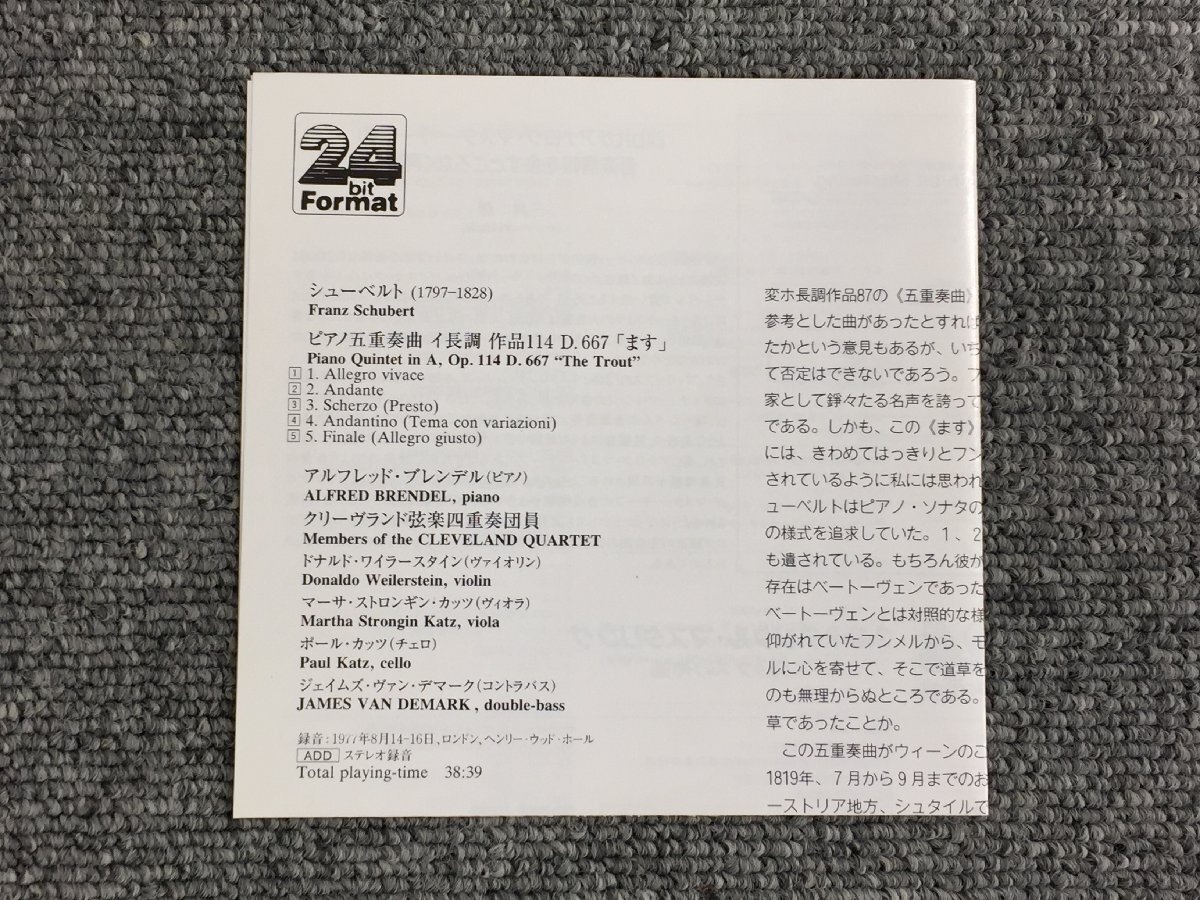 24
bit
Format
シューベルト (1797–1828)
Franz Schubert
ピアノ五重奏曲 イ長調 作品114 D. 667「ます」
Piano Quintet in A, Op. 114 D. 667 “The Trout”
1 1. Allegro vivace
2 2. Andante
3 3. Scherzo (Presto)
4 4. Andantino (Tema con variazioni)
5 5. Finale (Allegro giusto)
アルフレッド・ブレンデル(ピアノ)
ALFRED BRENDEL, piano
クリーヴランド弦楽四重奏団員
Members of the CLEVELAND QUARTET
ドナルド・ワイラースタイン(ヴァイオリン)
Donaldo Weilerstein, violin
マーサ・ストロンギン・カッツ(ヴィオラ)
Martha Strongin Katz, viola
ポール・カッツ(チェロ)
Paul Katz, cello
ジェイムズ・ヴァン・デマーク(コントラバス)
JAMES VAN DEMARK, double-bass
録音:1977年8月14-16日、ロンドン、ヘンリー・ウッド・ホール
ADD ステレオ録音
Total playing-time 38:39
変ホ長調作品87の《五重奏曲》
参考とした曲があったとすれば
たかという意見もあるが、いち
て否定はできないであろう。フ
家として錚々たる名声を誇って
である。しかも、この《ます》
には、きわめてはっきりとフン
されているように私には思われ
ューベルトはピアノ・ソナタの
の様式を追求していた。1、2
も遺されている。もちろん彼が
存在はベートーヴェンであった
ベートーヴェンとは対照的な様
仰がれていたフンメルから、モ
ルに心を寄せて、そこで道草を
のも無理からぬところである。
草であったことか。
この五重奏曲がウィーンのこ
1819年、7月から9月までのお
ーストリア地方、シュタイルで